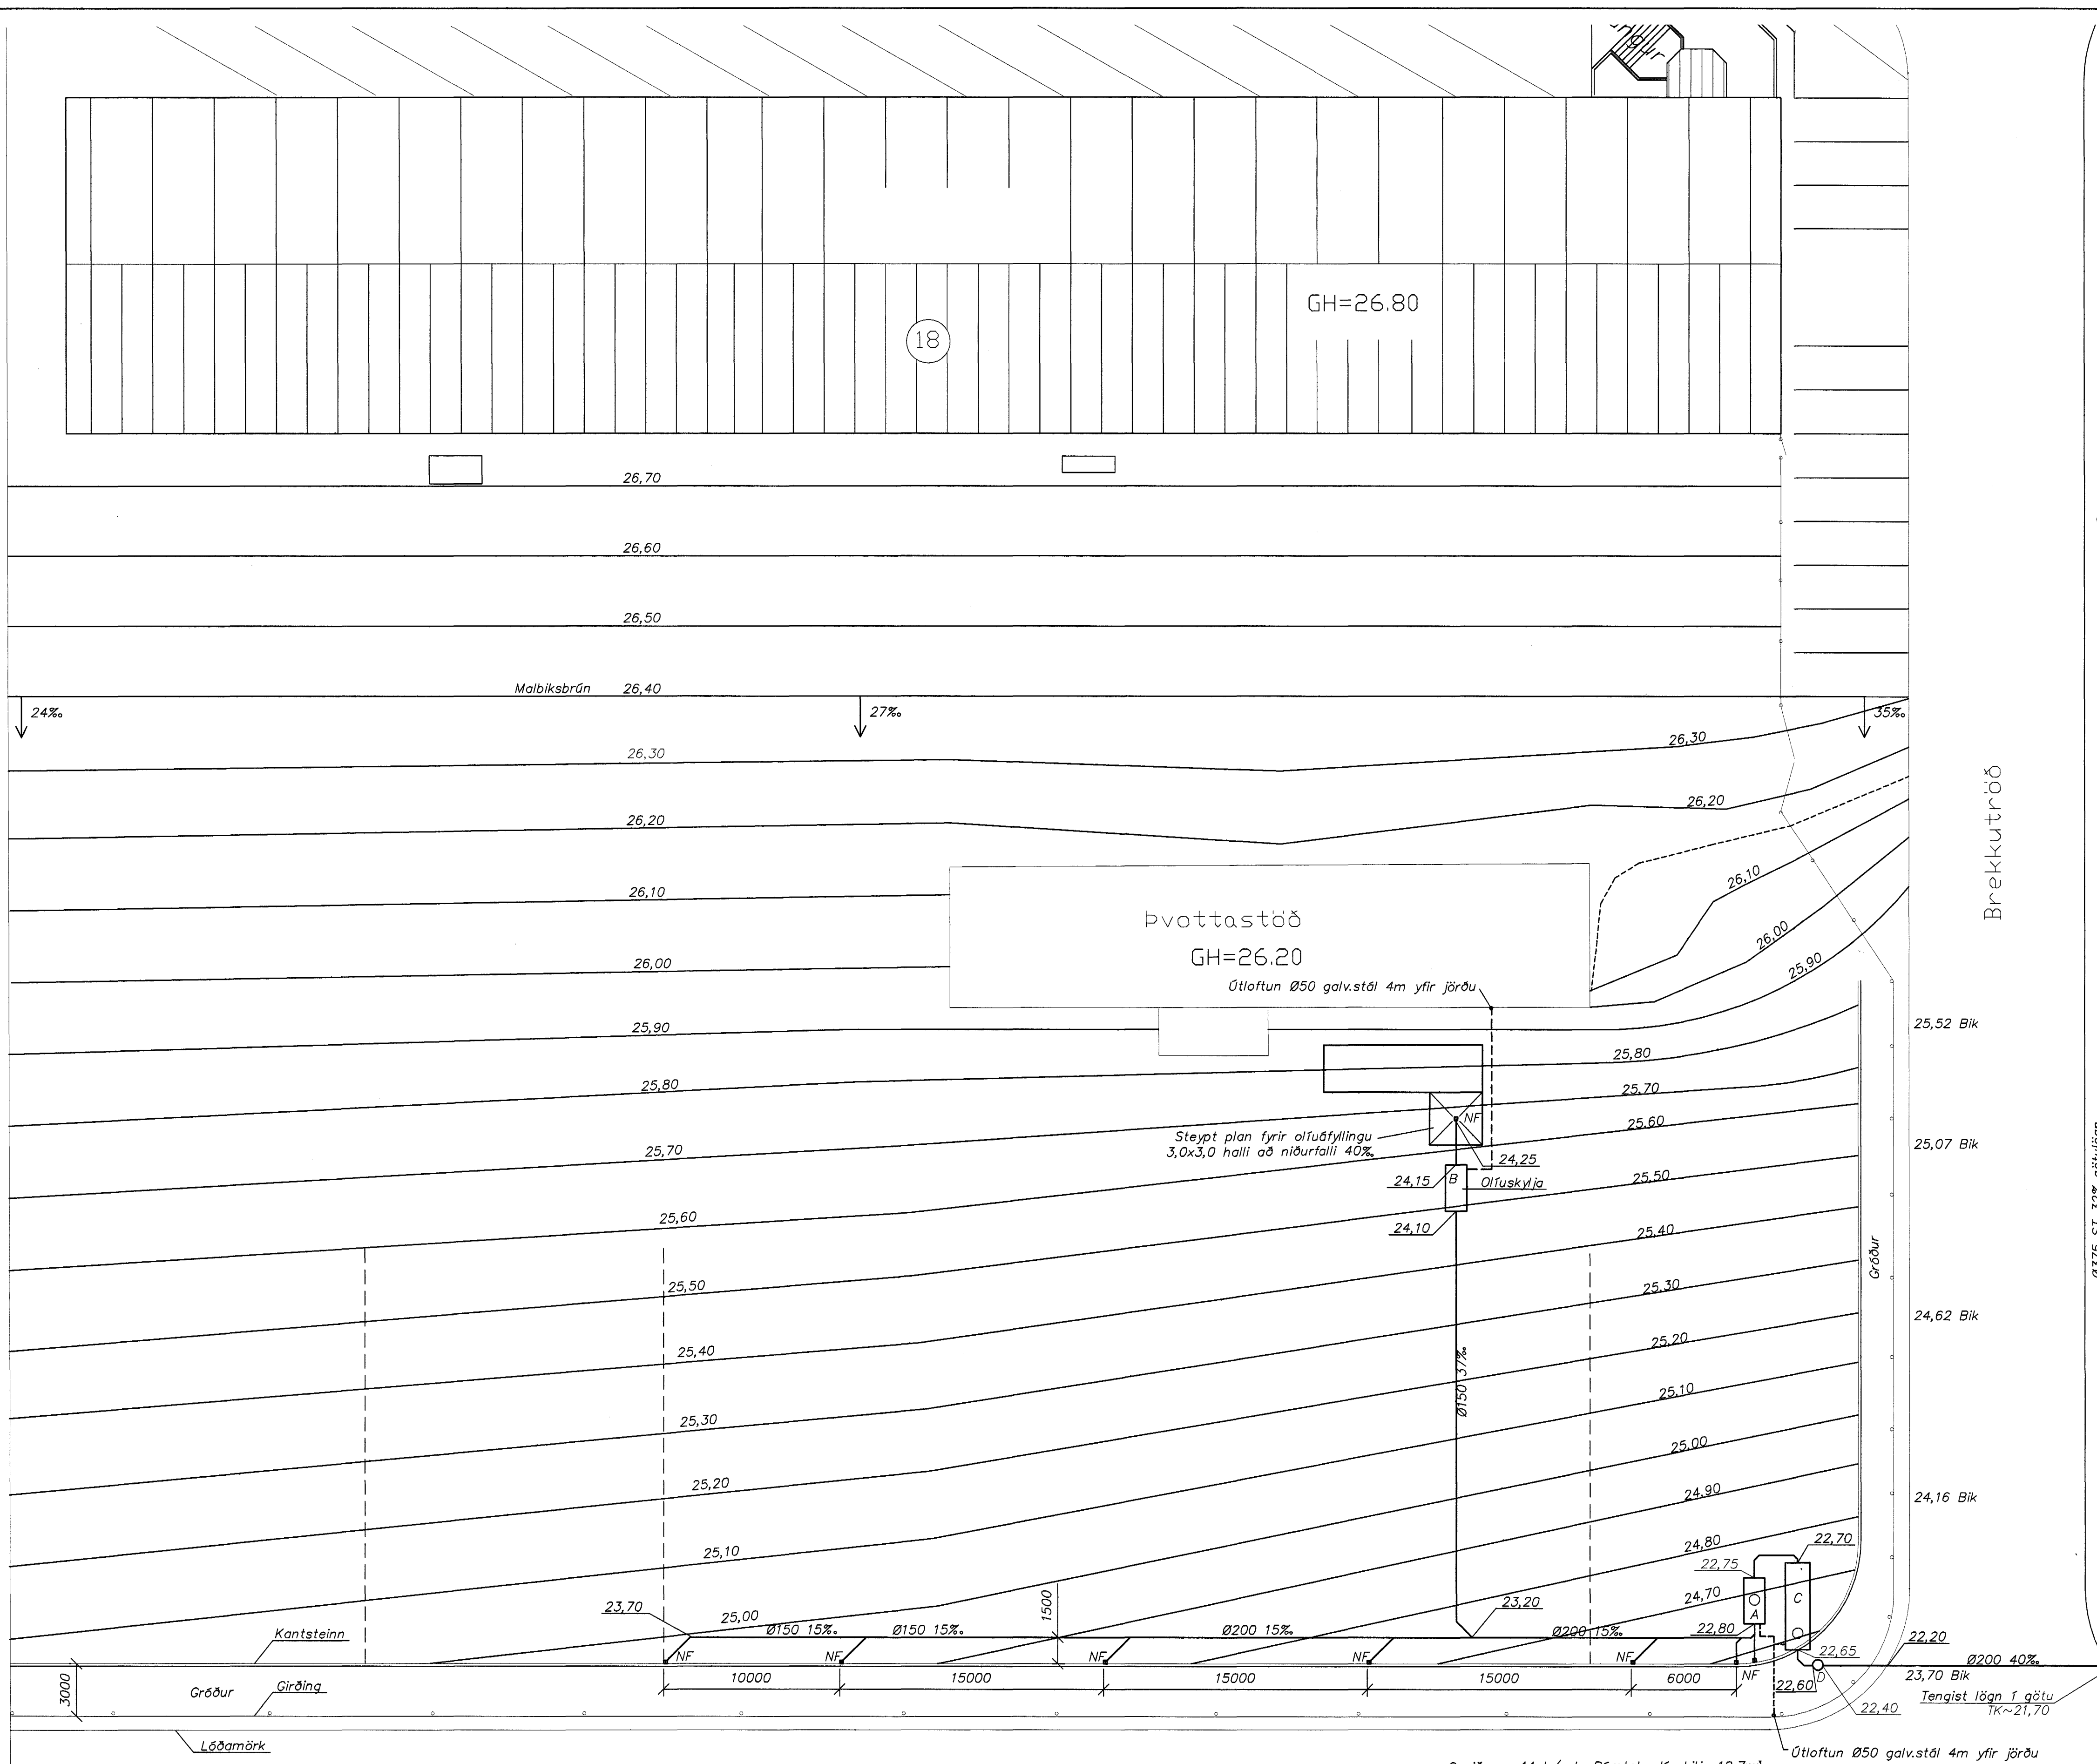 GH=26.80
18
26,70
26,60
26,50
Malbiksbrún 26,40
24‰
27‰
35‰
26,30
26,30
26,20
26,20
Brekkutröð
26,10
26,10
Þvottastöð
GH=26.20
26,00
26,00
25,90
Útloftun Ø50 galv.stál 4m yfir jörðu
25,90
25,52 Bik
25,80
25,80
25,70
NF
25,60
Steypt plan fyrir olíuáfyllingu
3,0x3,0 halli að niðurfalli 40‰
25,07 Bik
25,70
24,25
24,15
B
Olíuskylja
25,50
25,60
24,10
25,40
Gróður
25,50
25,30
24,62 Bik
25,40
25,20
Ø150 37‰
25,10
25,30
25,00
25,20
24,90
24,16 Bik
25,10
24,80
22,70
22,75
24,70
C
A
23,70
25,00
1500
23,20
Kantsteinn
Ø150 15‰
Ø150 15‰
Ø200 15‰
Ø200 15‰
22,80
22,20
22,65
NF
NF
NF
NF
NF
NF
Ø200 40‰
3000
Gróður
Girðing
10000
15000
15000
15000
6000
22,60
D
23,70 Bik
Tengist lögn í götu
TK~21,70
22,40
Lóðamörk
Útloftun Ø50 galv.stál 4m yfir jörðu